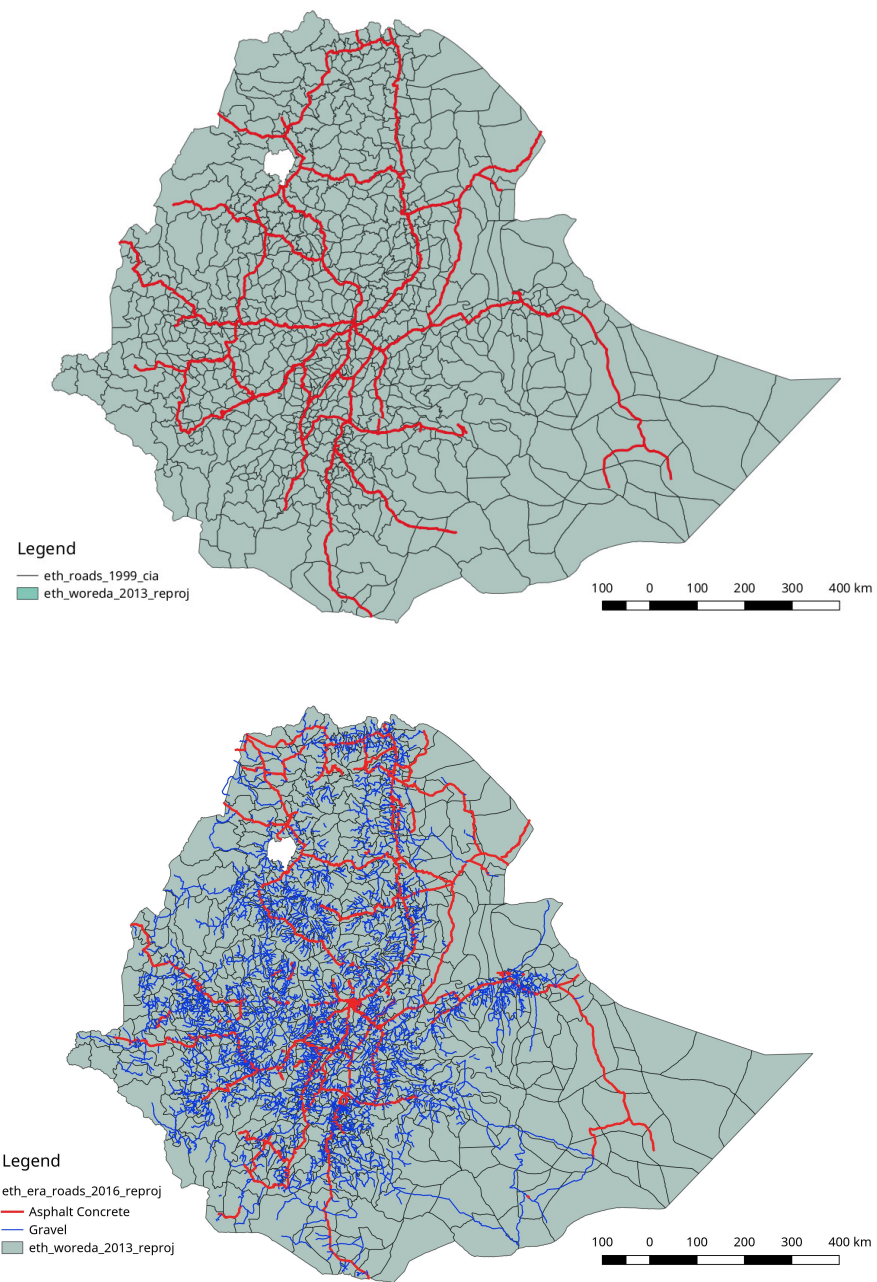 Legend
eth_roads_1999_cia
eth_woreda_2013_reproj
100 0 100 200 300 400 km
Legend
eth_era_roads_2016_reproj
Asphalt Concrete
Gravel
eth_woreda_2013_reproj
100 0 100 200 300 400 km